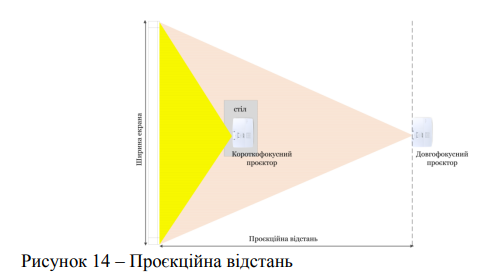 стіл
Ширина екрана
Короткофокусний
проєктор
Довгофокусний
проєктор
Проєкційна відстань
Рисунок 14 – Проєкційна відстань